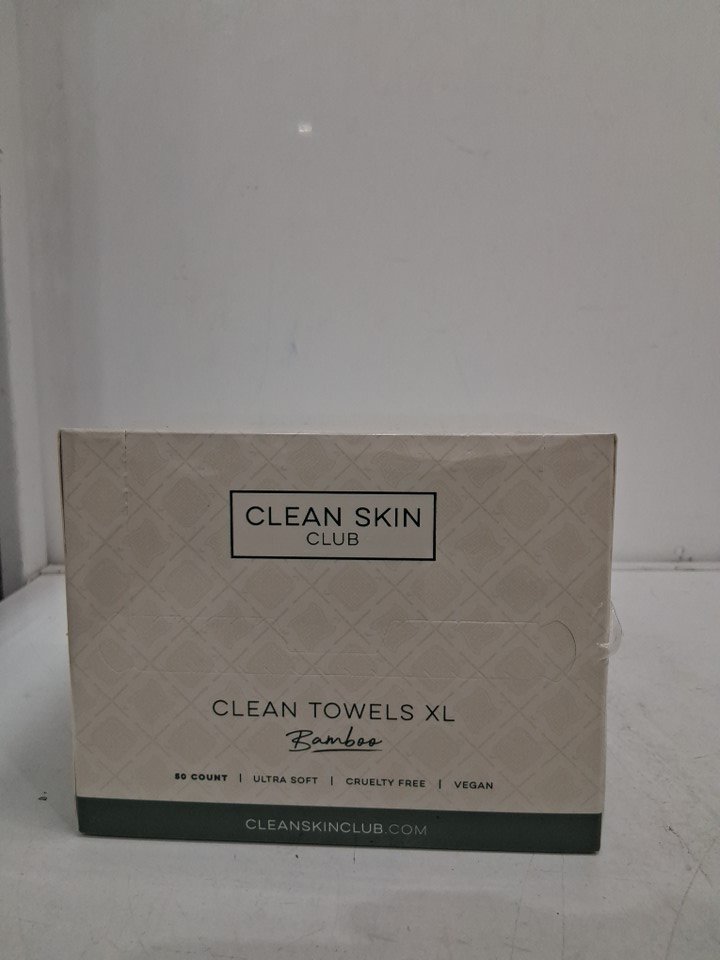 CLEAN SKIN
CLUB
CLEAN TOWELS XL
Bamboo
50 COUNT | ULTRA SOFT | CRUELTY FREE | VEGAN
CLEANSKINCLUB.COM